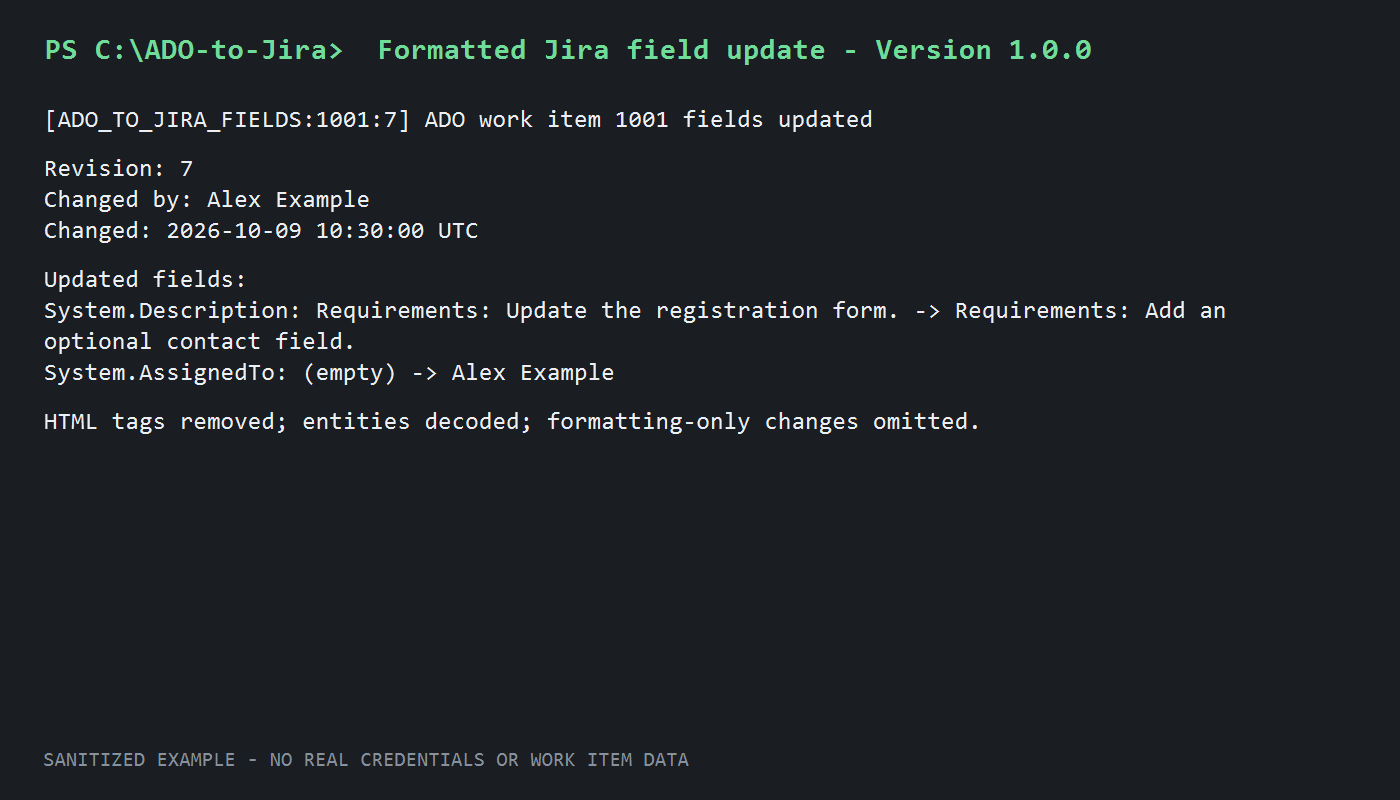 PS C:\ADO-to-Jira>  Formatted Jira field update - Version 1.0.0
[ADO_TO_JIRA_FIELDS:1001:7] ADO work item 1001 fields updated
Revision: 7
Changed by: Alex Example
Changed: 2026-10-09 10:30:00 UTC
Updated fields:
System.Description: Requirements: Update the registration form. -> Requirements: Add an
optional contact field.
System.AssignedTo: (empty) -> Alex Example
HTML tags removed; entities decoded; formatting-only changes omitted.
SANITIZED EXAMPLE - NO REAL CREDENTIALS OR WORK ITEM DATA